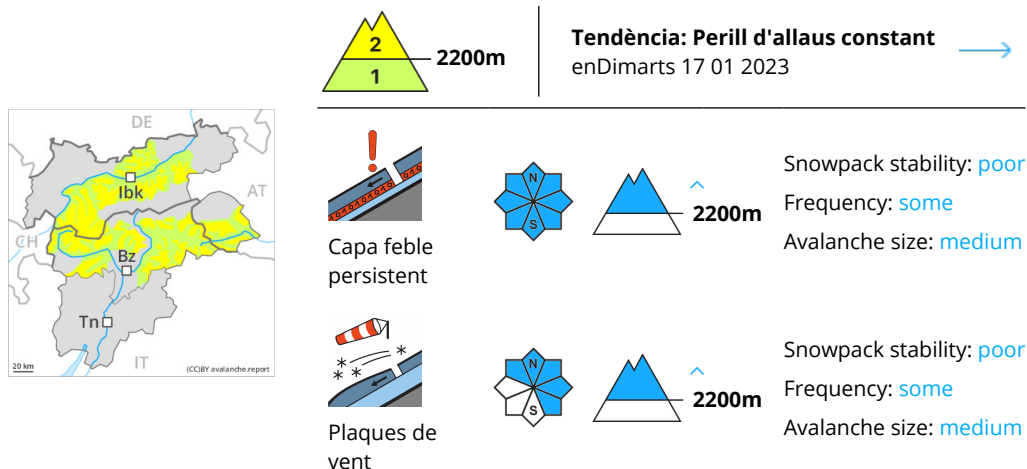 2
1
2200m
Tendència: Perill d'allaus constant
enDimarts 17 01 2023
DE
AT
Ibk
CH
Bz
Tn
IT
20 km
(CC)BY avalanche.report
N
S
2200m
Snowpack stability: poor
Frequency: some
Avalanche size: medium
Capa feble
persistent
N
S
2200m
Snowpack stability: poor
Frequency: some
Avalanche size: medium
Plaques de
vent